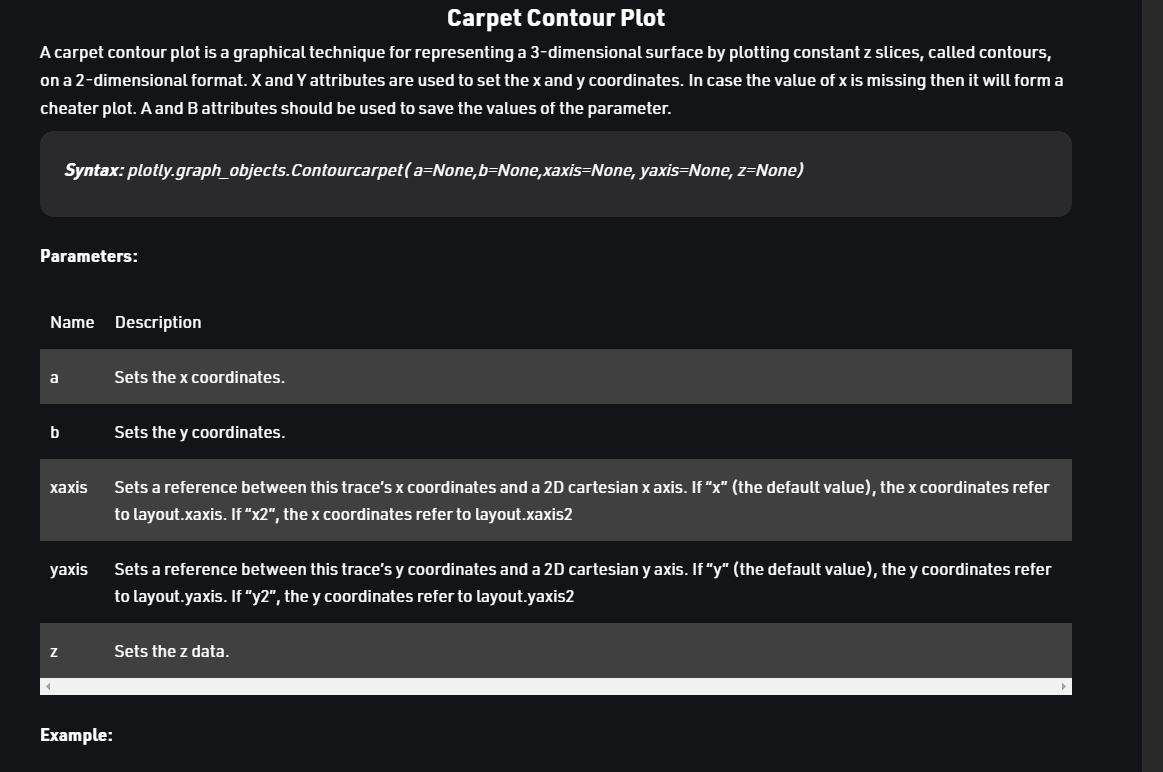 Carpet Contour Plot
A carpet contour plot is a graphical technique for representing a 3-dimensional surface by plotting constant z slices, called contours,
on a 2-dimensional format. X and Y attributes are used to set the x and y coordinates. In case the value of x is missing then it will form a
cheater plot. A and B attributes should be used to save the values of the parameter.
Syntax: plotly.graph_objects.Contourcarpet( a=None,b=None,xaxis=None, yaxis=None, z=None)
Parameters:
Name Description
a Sets the x coordinates.
b Sets the y coordinates.
xaxis Sets a reference between this trace’s x coordinates and a 2D cartesian x axis. If “x” (the default value), the x coordinates refer
to layout.xaxis. If “x2”, the x coordinates refer to layout.xaxis2
yaxis Sets a reference between this trace’s y coordinates and a 2D cartesian y axis. If “y” (the default value), the y coordinates refer
to layout.yaxis. If “y2”, the y coordinates refer to layout.yaxis2
z Sets the z data.
Example: